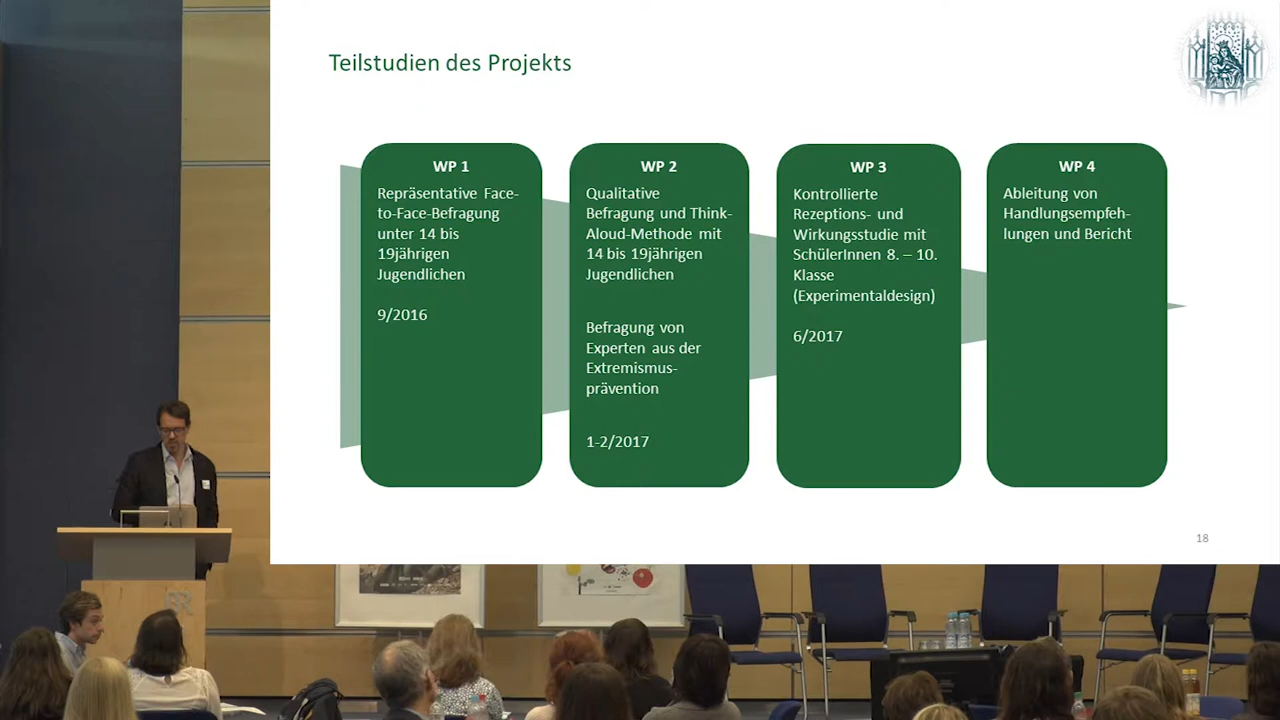 Teilstudien des Projekts
WP 1
Repräsentative Face-
to-Face-Befragung
unter 14 bis
19jährigen
Jugendlichen
9/2016
WP 2
Qualitative
Befragung und Think-
Aloud-Methode mit
14 bis 19jährigen
Jugendlichen
Befragung von
Experten aus der
Extremismus-
prävention
1-2/2017
WP 3
Kontrollierte
Rezeptions- und
Wirkungsstudie mit
SchülerInnen 8. – 10.
Klasse
(Experimentaldesign)
6/2017
WP 4
Ableitung von
Handlungsempfeh-
lungen und Bericht
18
BR